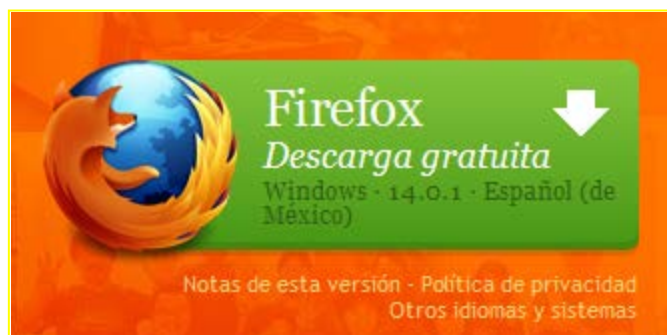 Firefox
Descarga gratuita
Windows · 14.0.1 · Español (de
México)
Notas de esta versión - Política de privacidad
Otros idiomas y sistemas